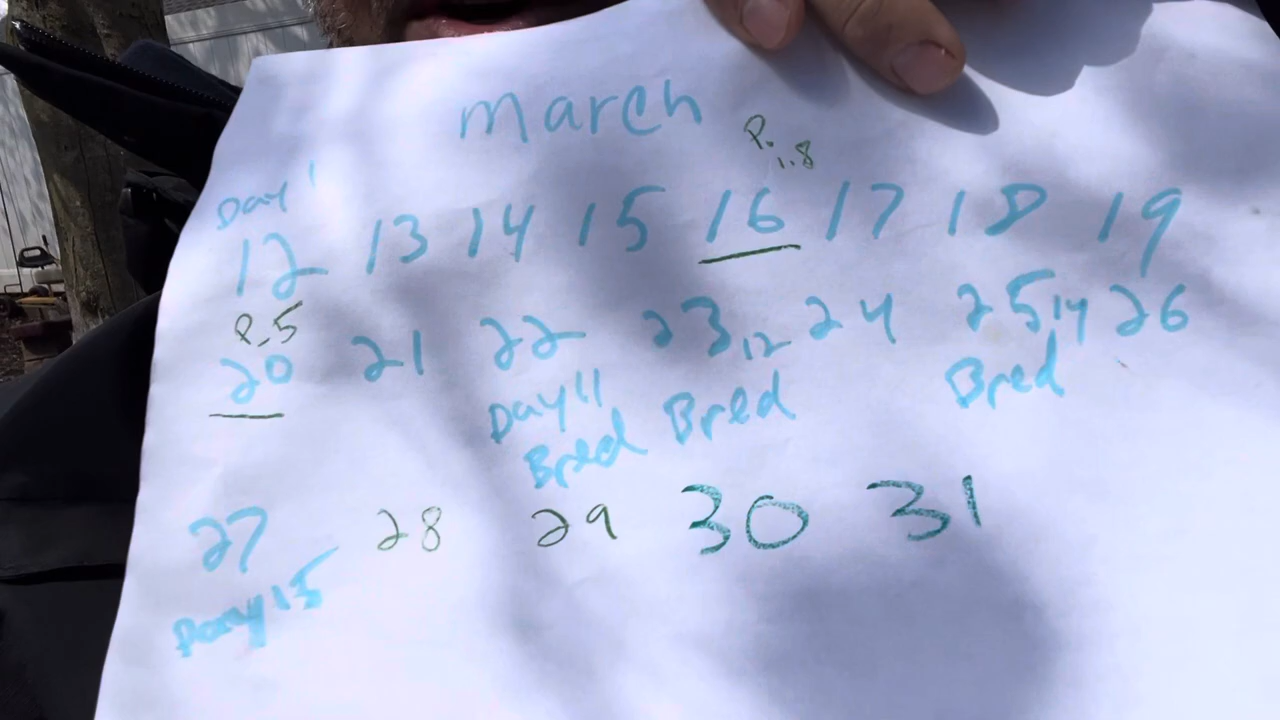 March
P. 1.8
Day 1
12 13 14 15 16 17 18 19
P. 5
20 21 22 23 12 24 25 14 26
Day 11 Bred Bred
Bred
27 28 29 30 31
Day 15